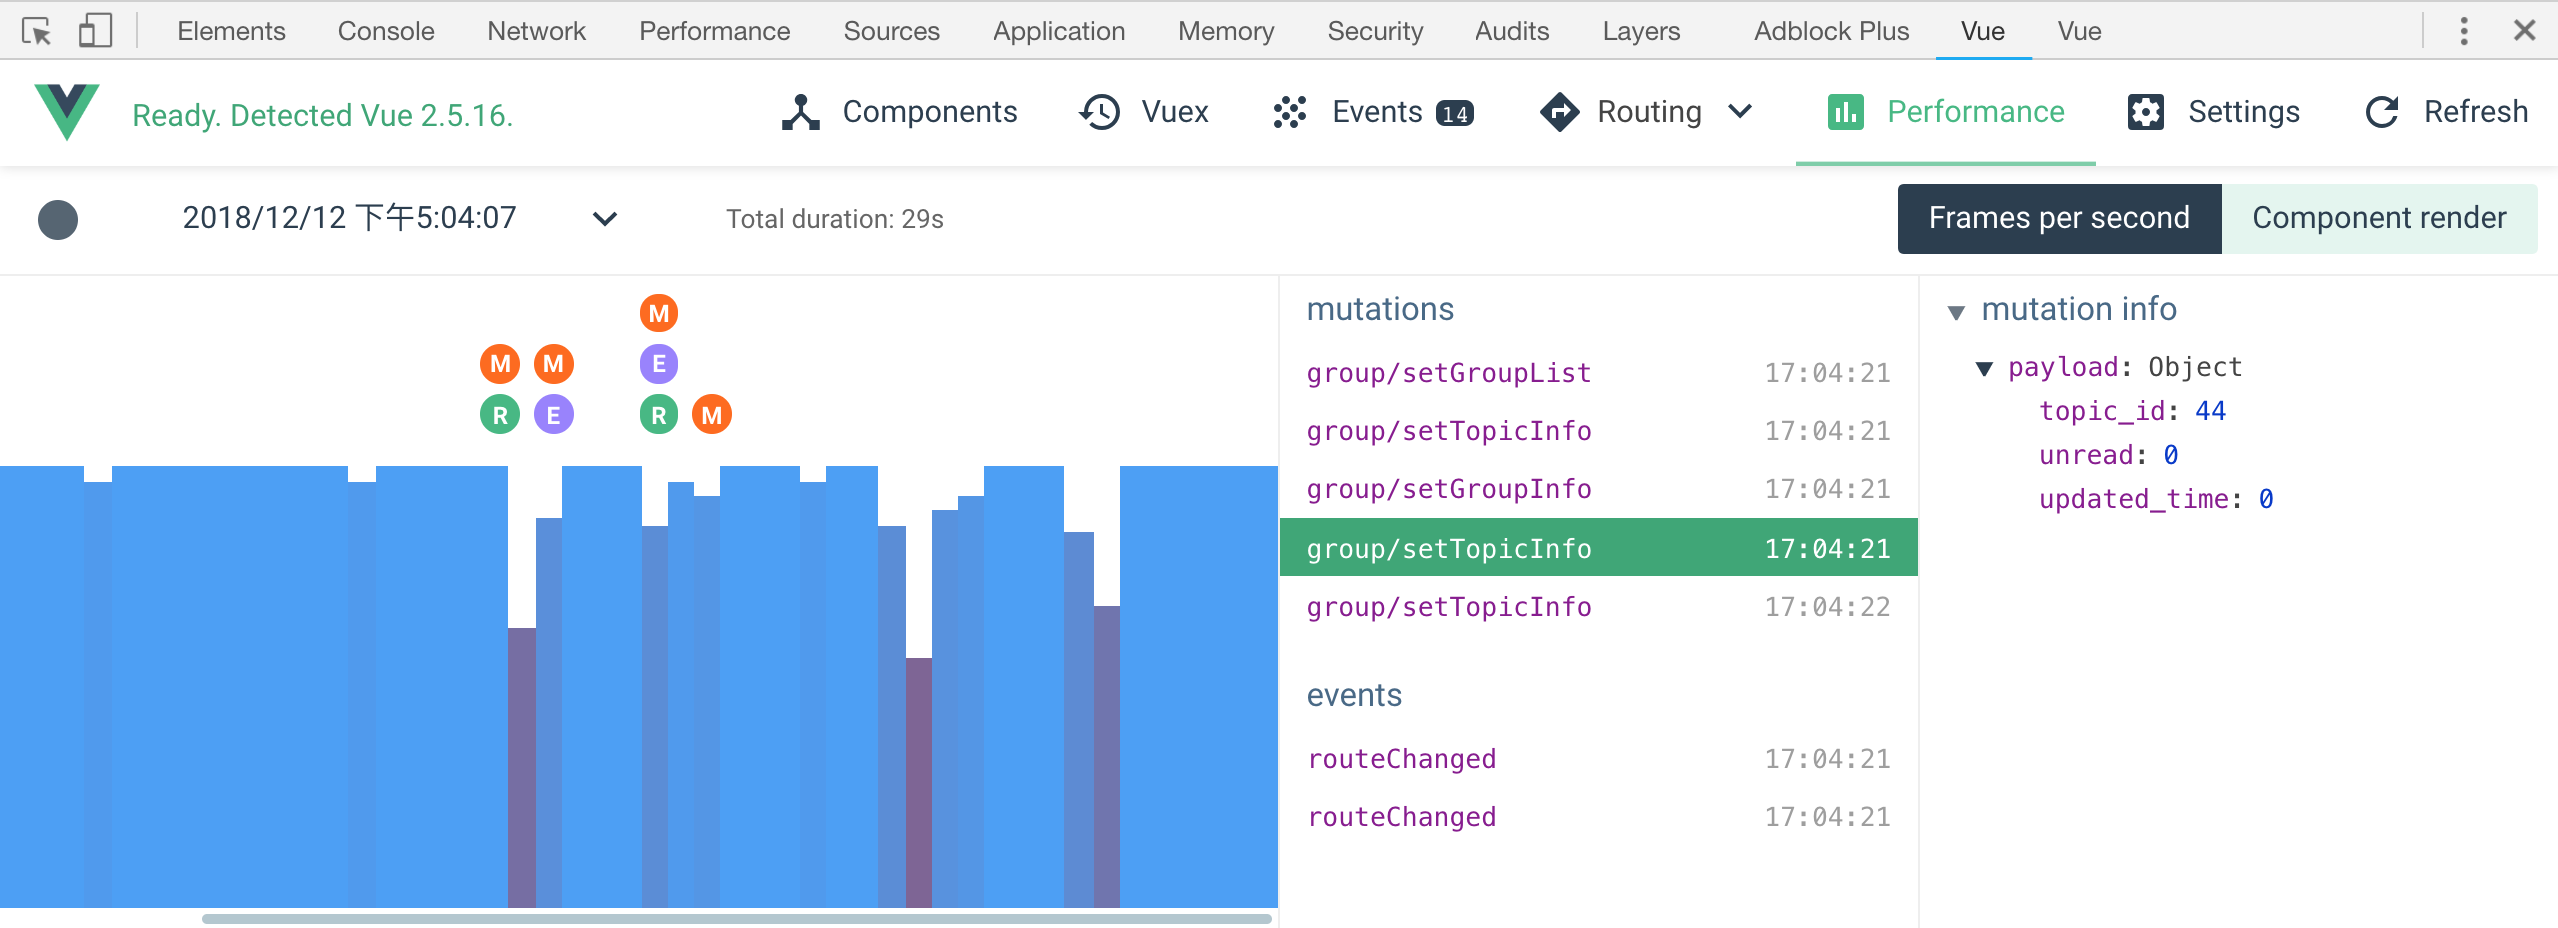 Elements Console Network Performance Sources Application Memory Security Audits Layers Adblock Plus Vue Vue
Ready. Detected Vue 2.5.16. Components Vuex Events 14 Routing Performance Settings Refresh
2018/12/12 下午5:04:07 Total duration: 29s Frames per second Component render
M
M M E
R E R M
mutations
group/setGroupList 17:04:21
group/setTopicInfo 17:04:21
group/setGroupInfo 17:04:21
group/setTopicInfo 17:04:21
group/setTopicInfo 17:04:22
events
routeChanged 17:04:21
routeChanged 17:04:21
mutation info
payload: Object
topic_id: 44
unread: 0
updated_time: 0